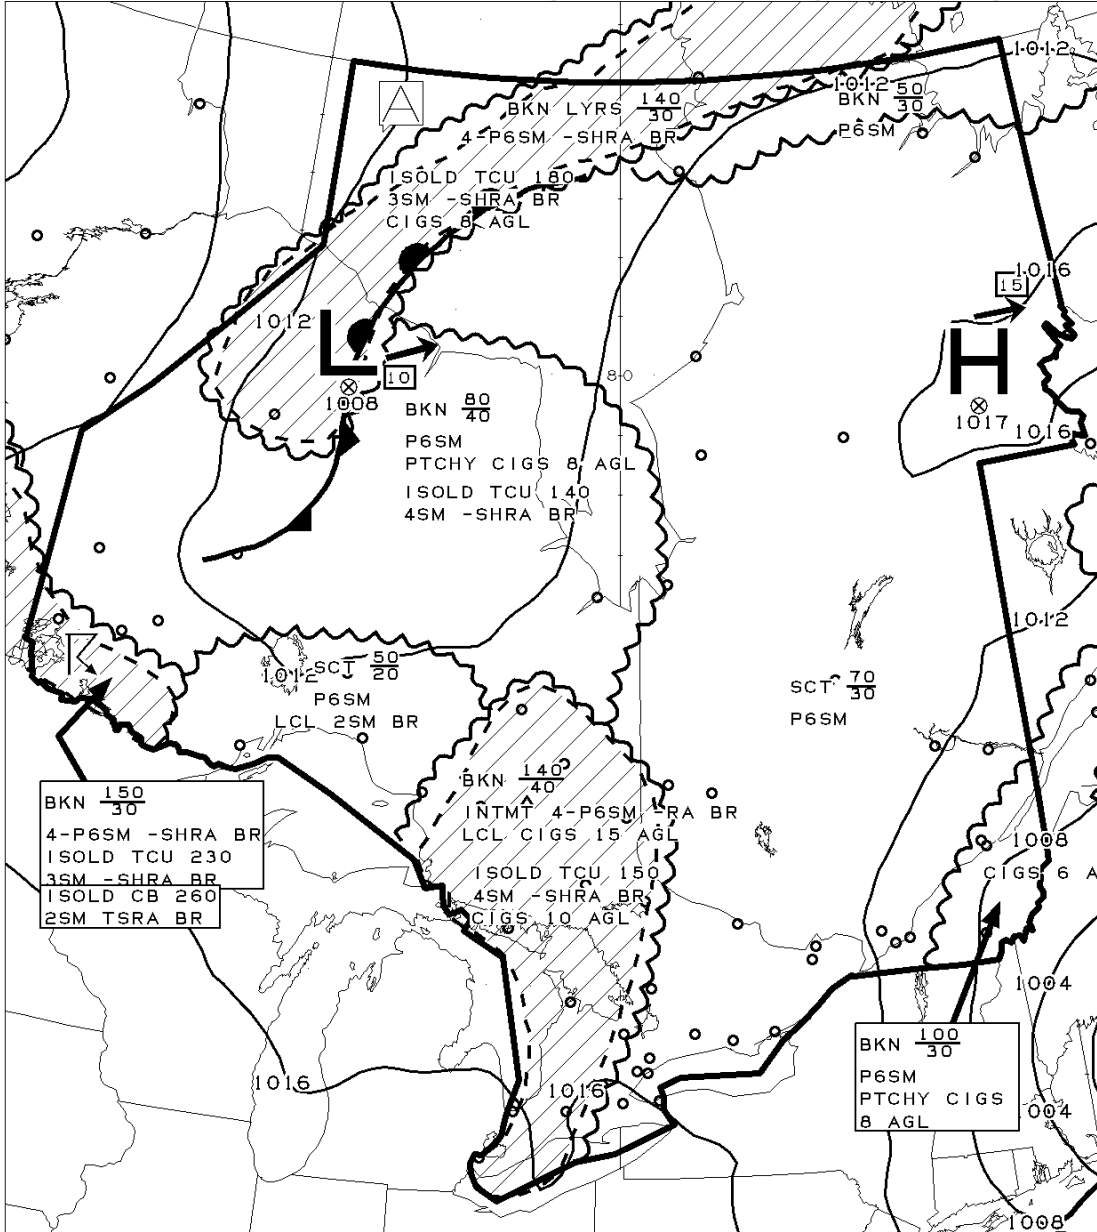 1012
1012
A
BKN LYRS 140/30
4-P6SM -SHRA BR
BKN 50/30
P6SM
ISOLD TCU 180
3SM -SHRA BR
CIGS 8 AGL
1016
15
1012
L
H
10
80
1008
1017
1016
BKN 80/40
P6SM
PTCHY CIGS 8 AGL
ISOLD TCU 140
4SM -SHRA BR
1012
R
1012
SCT 50/20
P6SM
LCL 2SM BR
SCT 70/30
P6SM
BKN 140/40
INTMT 4-P6SM -RA BR
LCL CIGS 15 AGL
BKN 150/30
4-P6SM -SHRA BR
ISOLD TCU 230
3SM -SHRA BR
ISOLD CB 260
2SM TSRA BR
ISOLD TCU 150
4SM -SHRA BR
CIGS 10 AGL
1008
CIGS 6 A
1004
BKN 100/30
P6SM
PTCHY CIGS
8 AGL
1016
1016
1004
1008